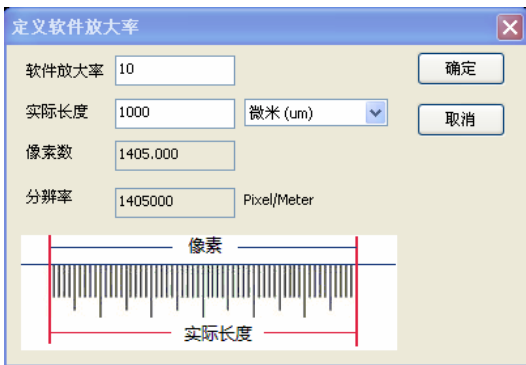 定义软件放大率
软件放大率 10
确定
实际长度 1000 微米 (um)
取消
像素数 1405.000
分辨率 1405000 Pixel/Meter
像素
实际长度